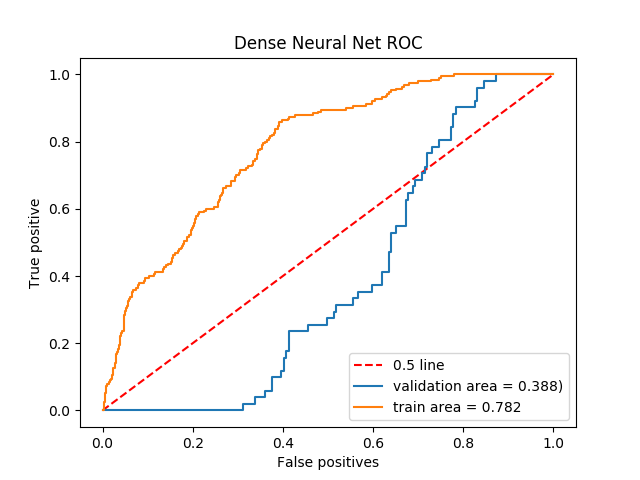 Dense Neural Net ROC
True positive
1.0
0.8
0.6
0.4
0.2
0.0
0.5 line
validation area = 0.388)
train area = 0.782
0.0 0.2 0.4 0.6 0.8 1.0
False positives